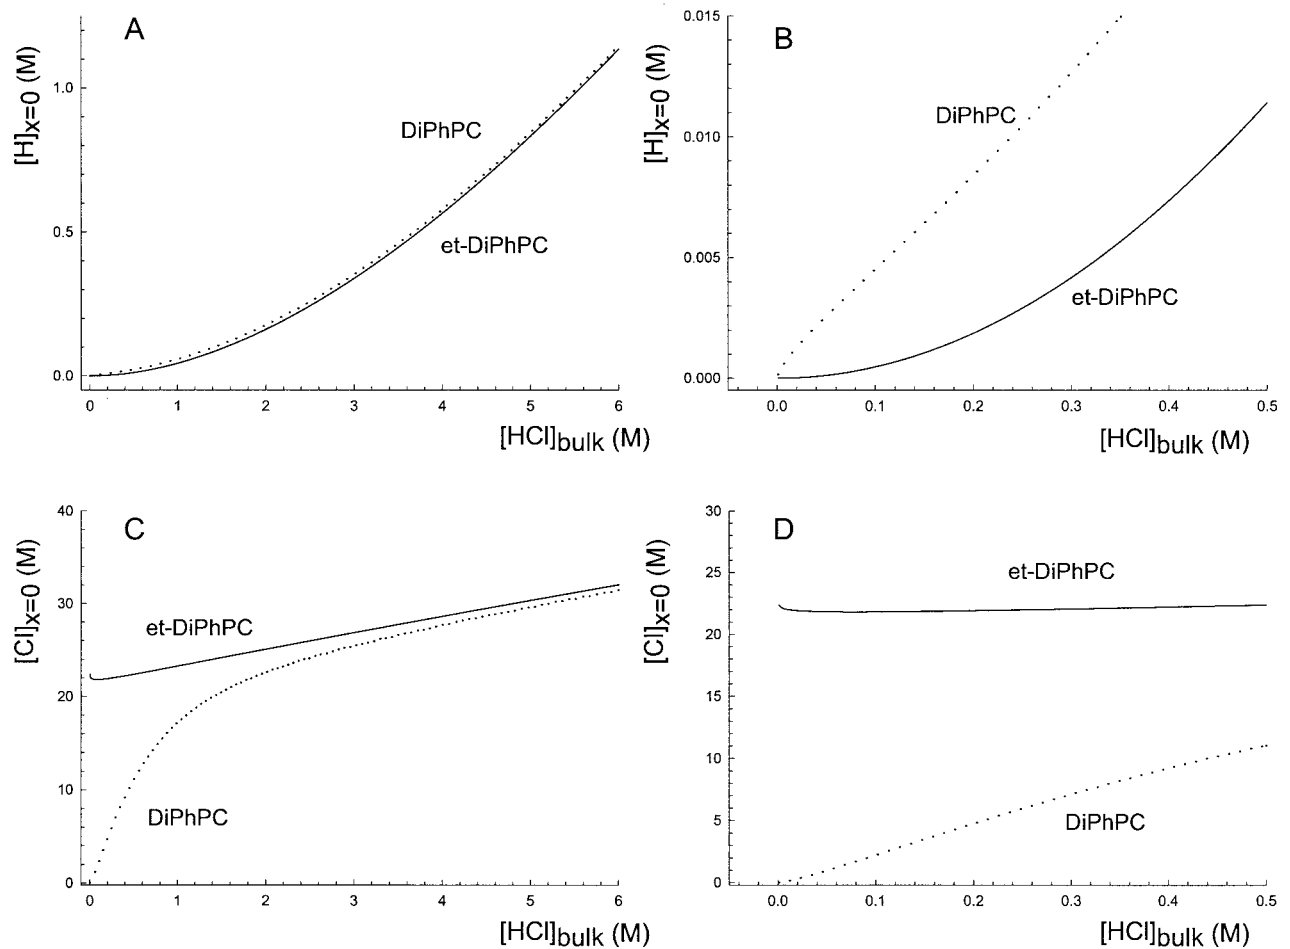 A
[H]x=0 (M)
1.0
0.5
0.0
DiPhPC
et-DiPhPC
0 1 2 3 4 5 6
[HCl]bulk (M)
B
[H]x=0 (M)
0.015
0.010
0.005
0.000
DiPhPC
et-DiPhPC
0.0 0.1 0.2 0.3 0.4 0.5
[HCl]bulk (M)
C
[Cl]x=0 (M)
40
30
20
10
0
et-DiPhPC
DiPhPC
0 1 2 3 4 5 6
[HCl]bulk (M)
D
[Cl]x=0 (M)
30
25
20
15
10
5
0
et-DiPhPC
DiPhPC
0.0 0.1 0.2 0.3 0.4 0.5
[HCl]bulk (M)